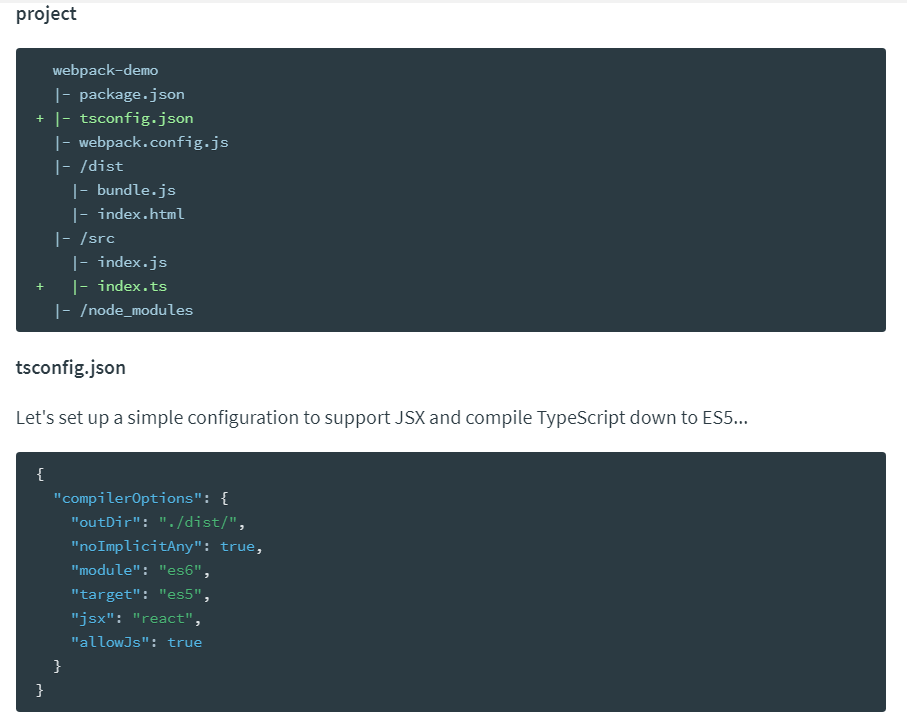 project
webpack-demo
|- package.json
+ |- tsconfig.json
|- webpack.config.js
|- /dist
|- bundle.js
|- index.html
|- /src
|- index.js
+ |- index.ts
|- /node_modules
tsconfig.json
Let's set up a simple configuration to support JSX and compile TypeScript down to ES5...
{
"compilerOptions": {
"outDir": "./dist/",
"noImplicitAny": true,
"module": "es6",
"target": "es5",
"jsx": "react",
"allowJs": true
}
}